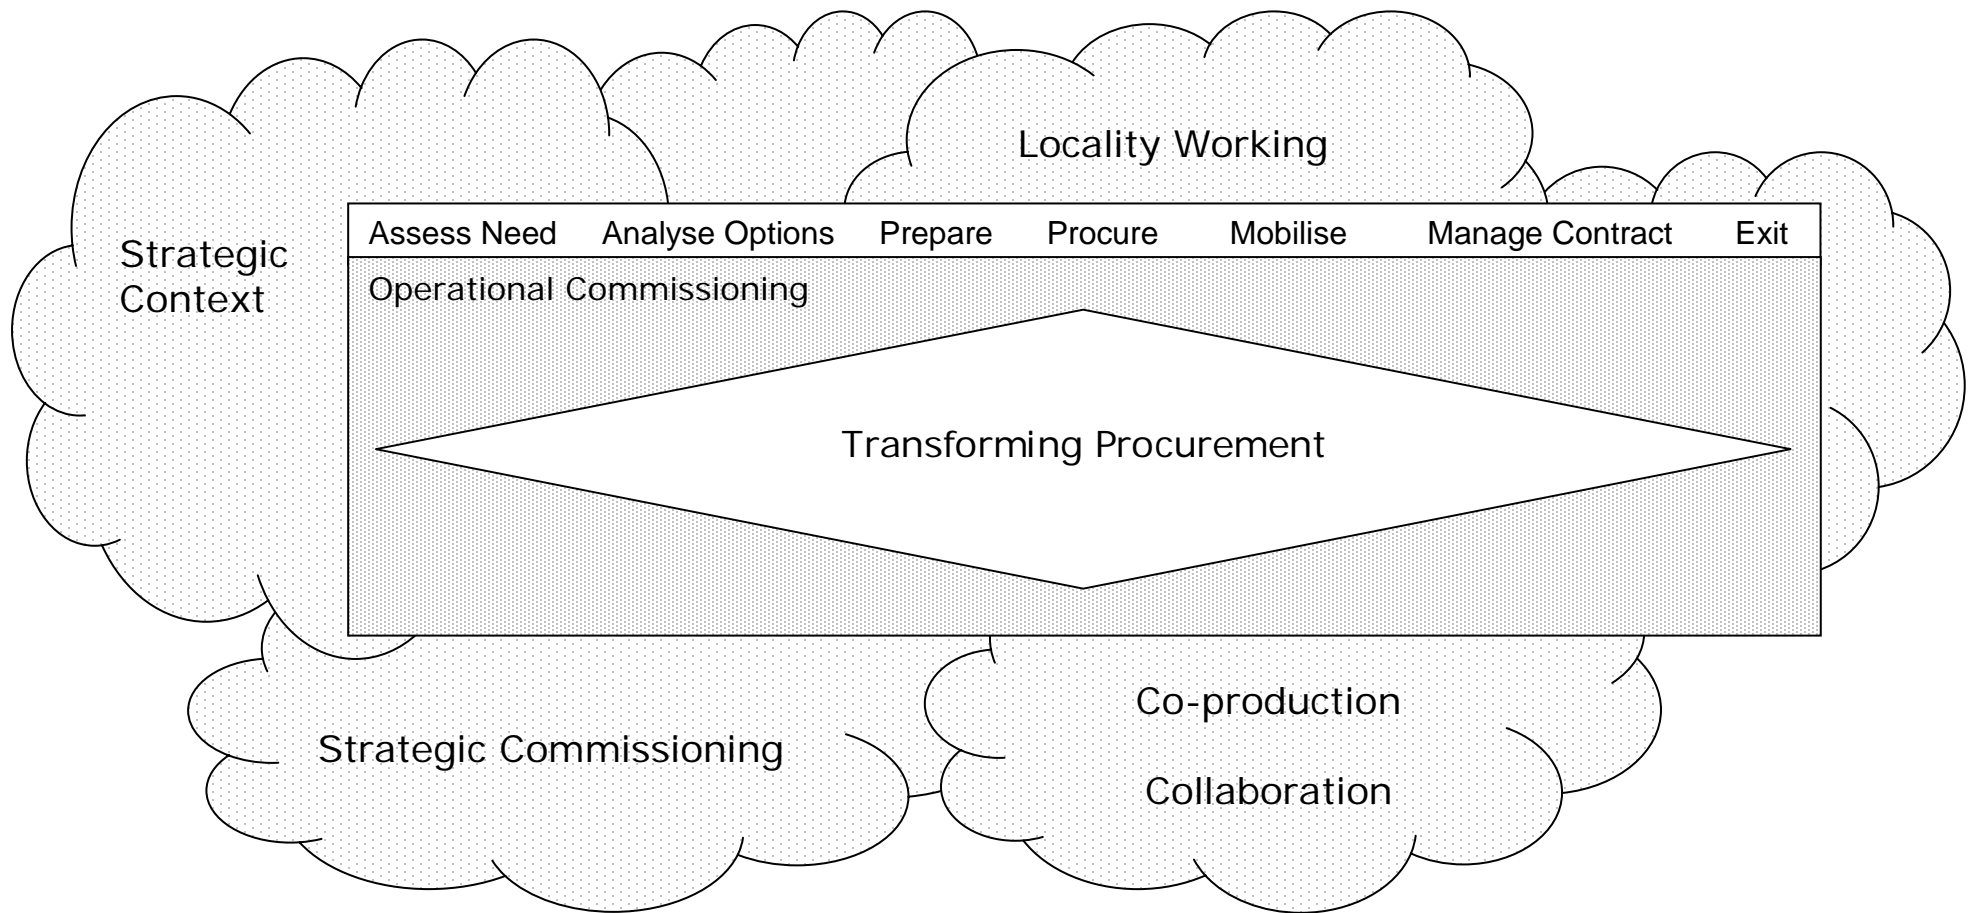 Locality Working
Strategic
Context
Assess Need Analyse Options Prepare Procure Mobilise Manage Contract Exit
Operational Commissioning
Transforming Procurement
Strategic Commissioning
Co-production
Collaboration